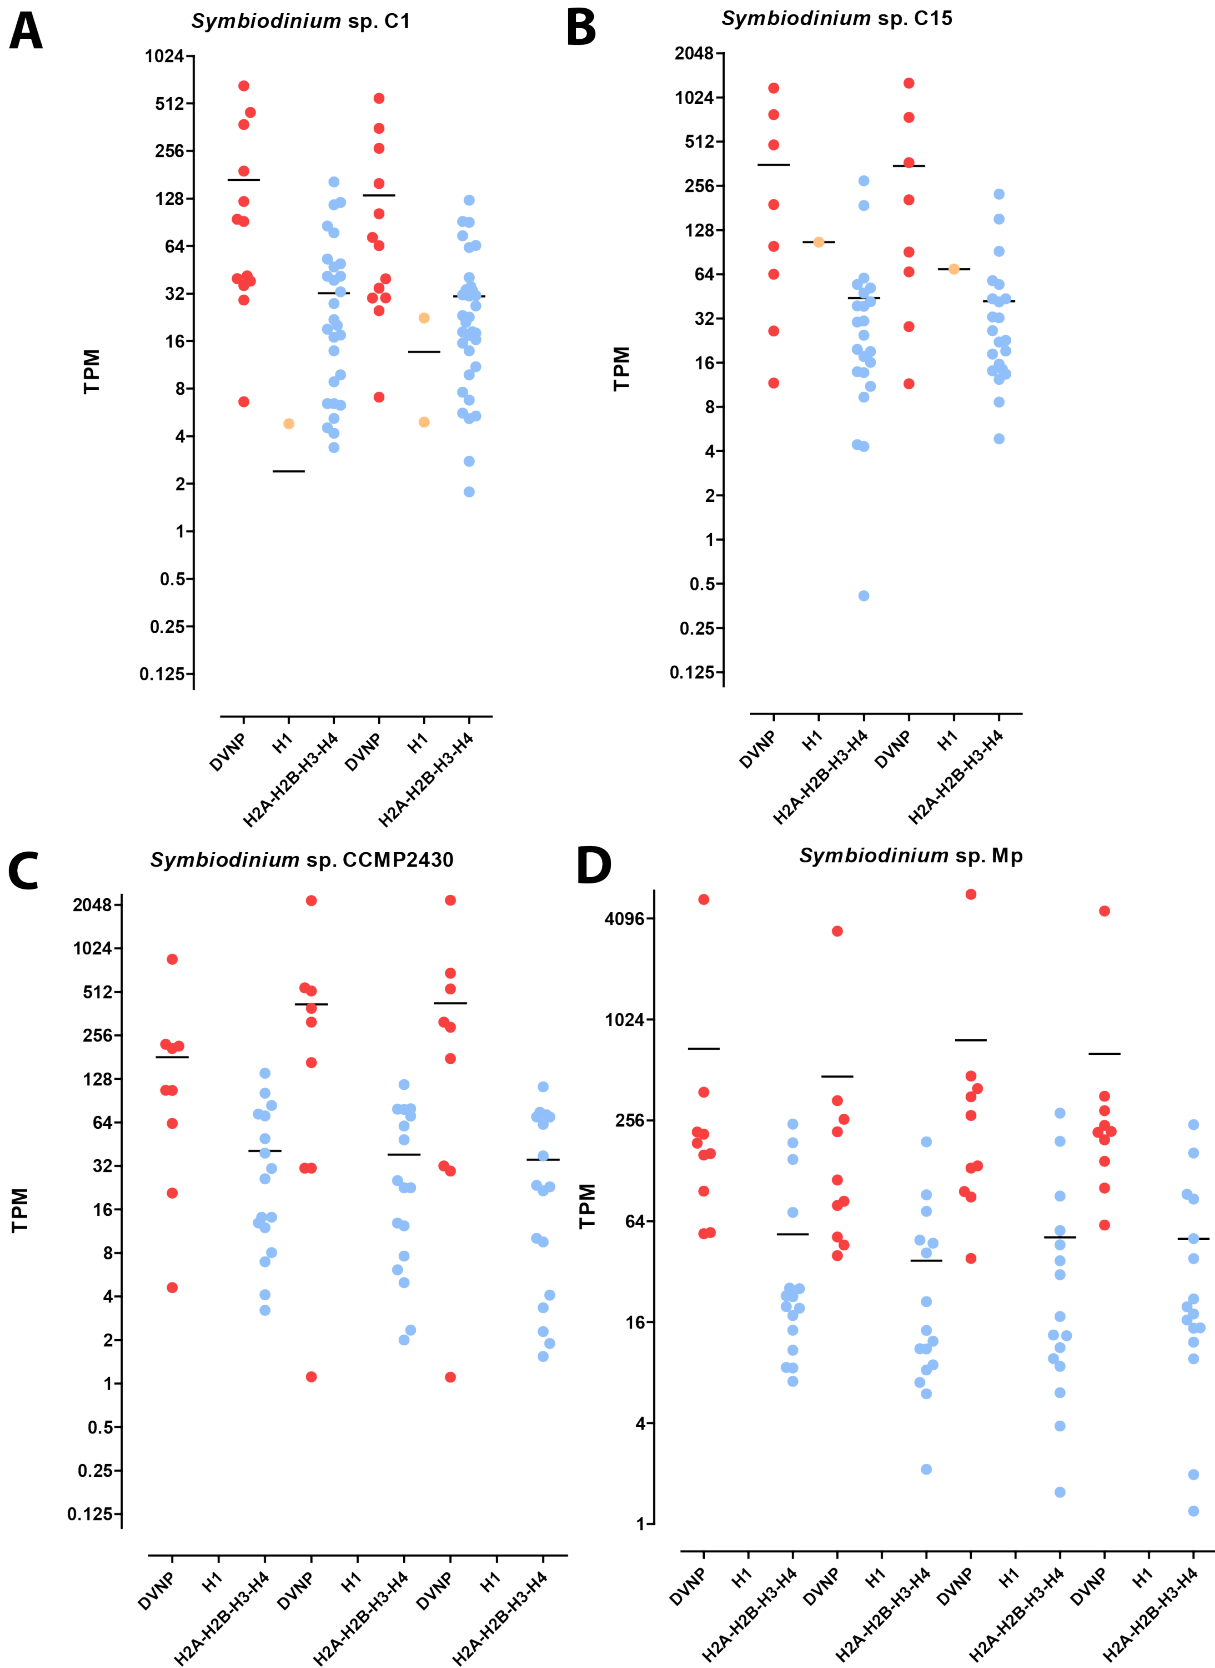 A
Symbiodinium sp. C1
1024
512
256
128
64
32
16
8
4
2
1
0.5
0.25
0.125
TPM
DVNP
H1
H2A-H2B-H3-H4
DVNP
H1
H2A-H2B-H3-H4
B
Symbiodinium sp. C15
2048
1024
512
256
128
64
32
16
8
4
2
1
0.5
0.25
0.125
TPM
DVNP
H1
H2A-H2B-H3-H4
DVNP
H1
H2A-H2B-H3-H4
C
Symbiodinium sp. CCMP2430
2048
1024
512
256
128
64
32
16
8
4
2
1
0.5
0.25
0.125
TPM
DVNP
H1
H2A-H2B-H3-H4
DVNP
H1
H2A-H2B-H3-H4
DVNP
H1
H2A-H2B-H3-H4
D
Symbiodinium sp. Mp
4096
1024
256
64
16
4
1
TPM
DVNP
H1
H2A-H2B-H3-H4
DVNP
H1
H2A-H2B-H3-H4
DVNP
H1
H2A-H2B-H3-H4
DVNP
H1
H2A-H2B-H3-H4